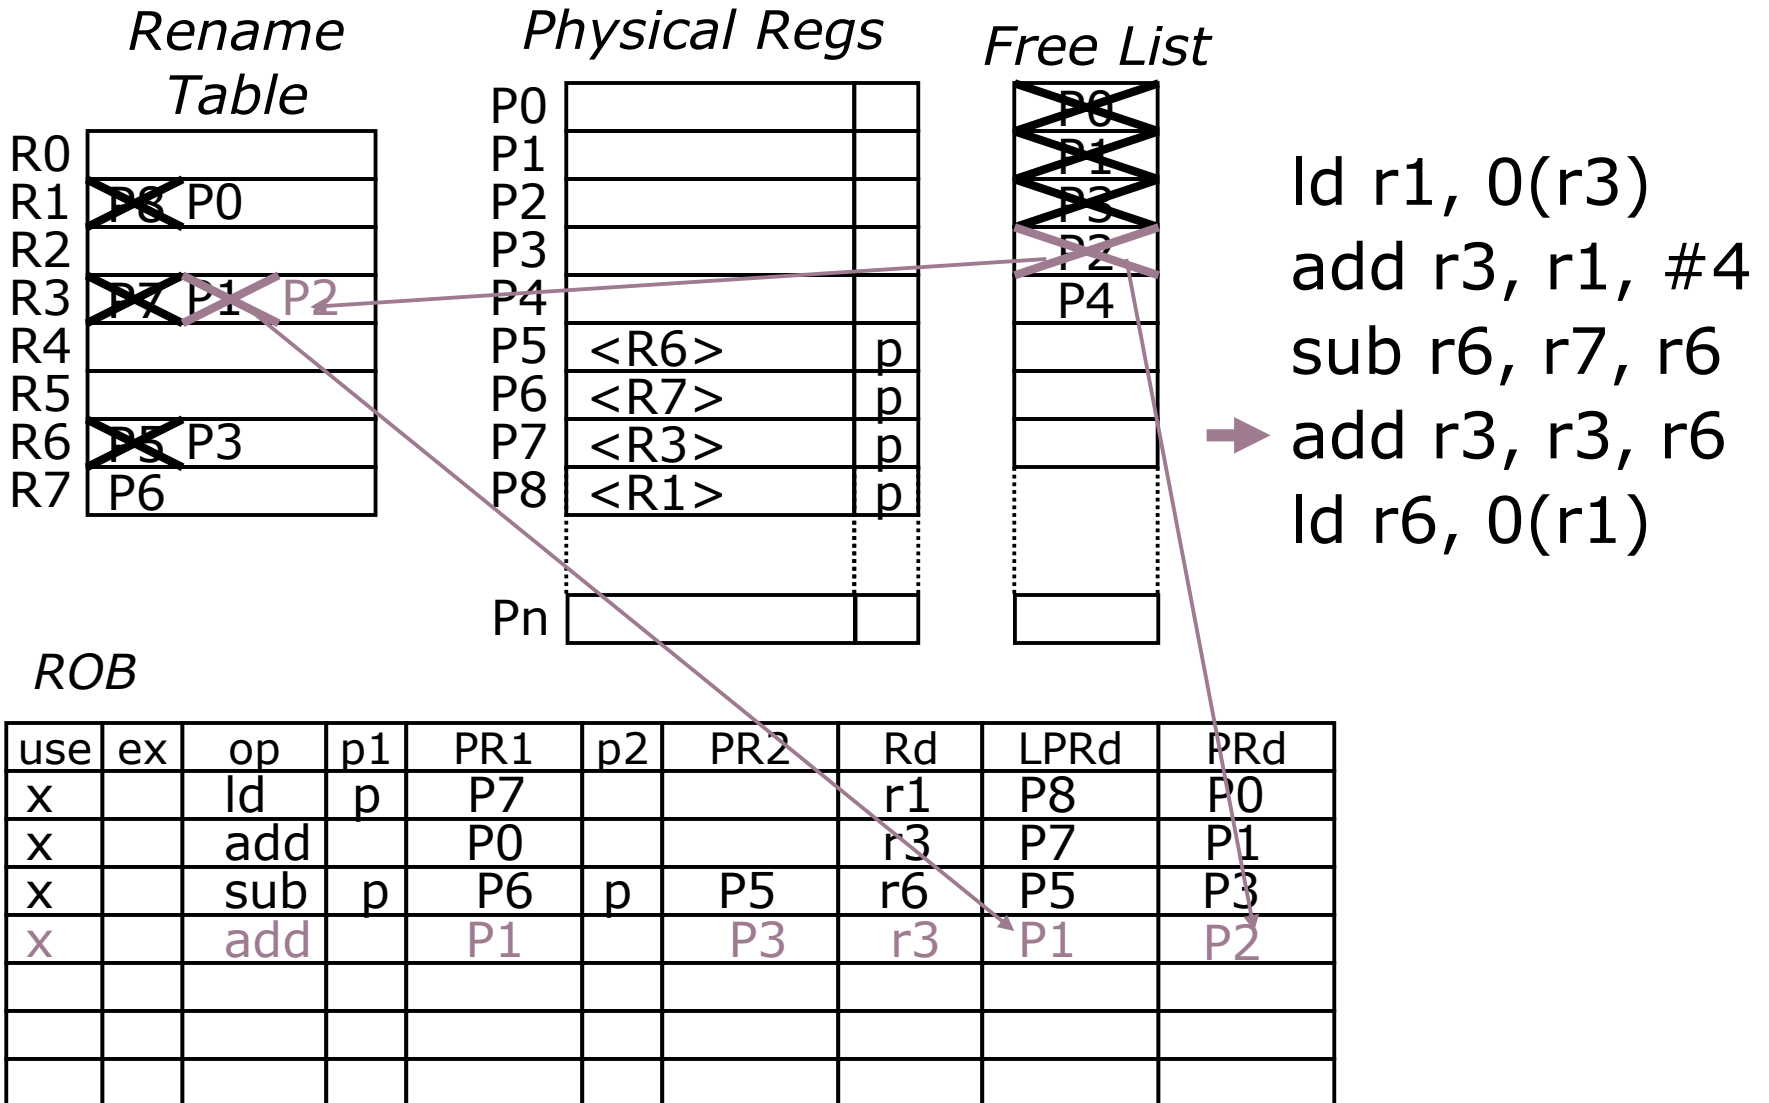 Rename
Table
Physical Regs
Free List
R0
R1 P8 P0
R2
R3 P7 P1 P2
R4
R5
R6 P5 P3
R7 P6
P0
P1
P2
P3
P4
P5 <R6> p
P6 <R7> p
P7 <R3> p
P8 <R1> p
Pn
P0
P1
P3
P2
P4
ld r1, 0(r3)
add r3, r1, #4
sub r6, r7, r6
add r3, r3, r6
ld r6, 0(r1)
ROB
use ex op p1 PR1 p2 PR2 Rd LPRd PRd
x ld p P7 r1 P8 P0
x add P0 r3 P7 P1
x sub p P6 p P5 r6 P5 P3
x add P1 P3 r3 P1 P2